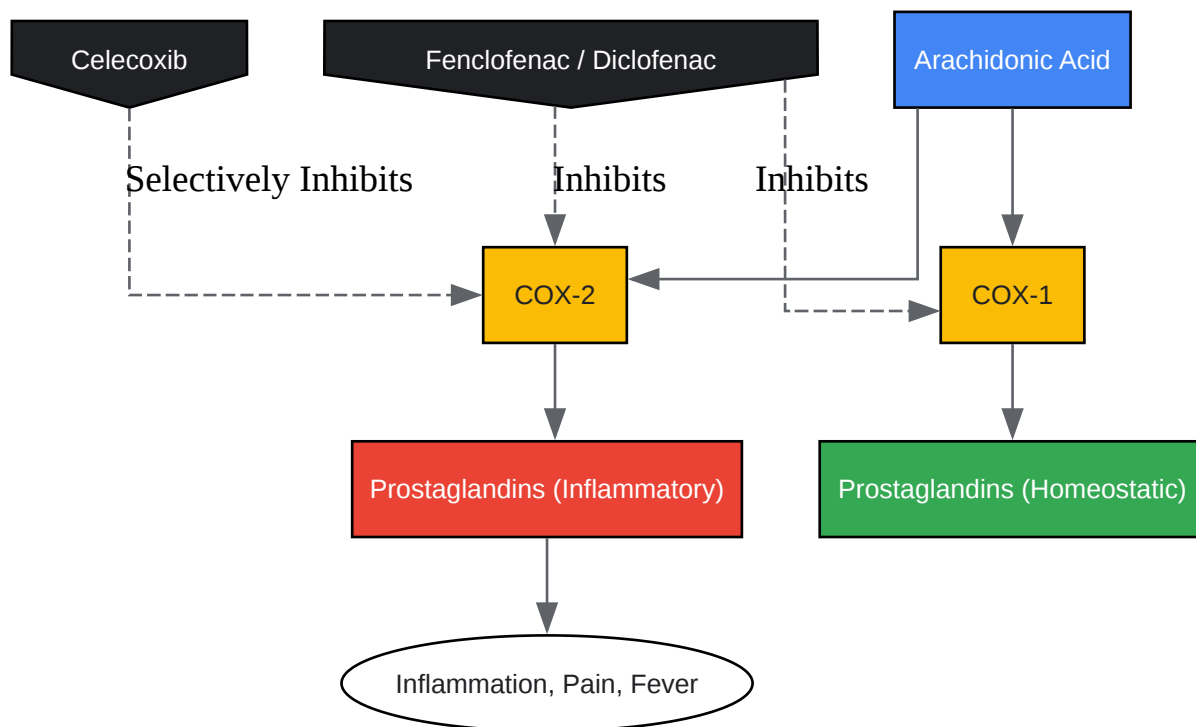 Celecoxib
Fenclofenac / Diclofenac
Arachidonic Acid
Selectively Inhibits
Inhibits
Inhibits
COX-2
COX-1
Prostaglandins (Inflammatory)
Prostaglandins (Homeostatic)
Inflammation, Pain, Fever